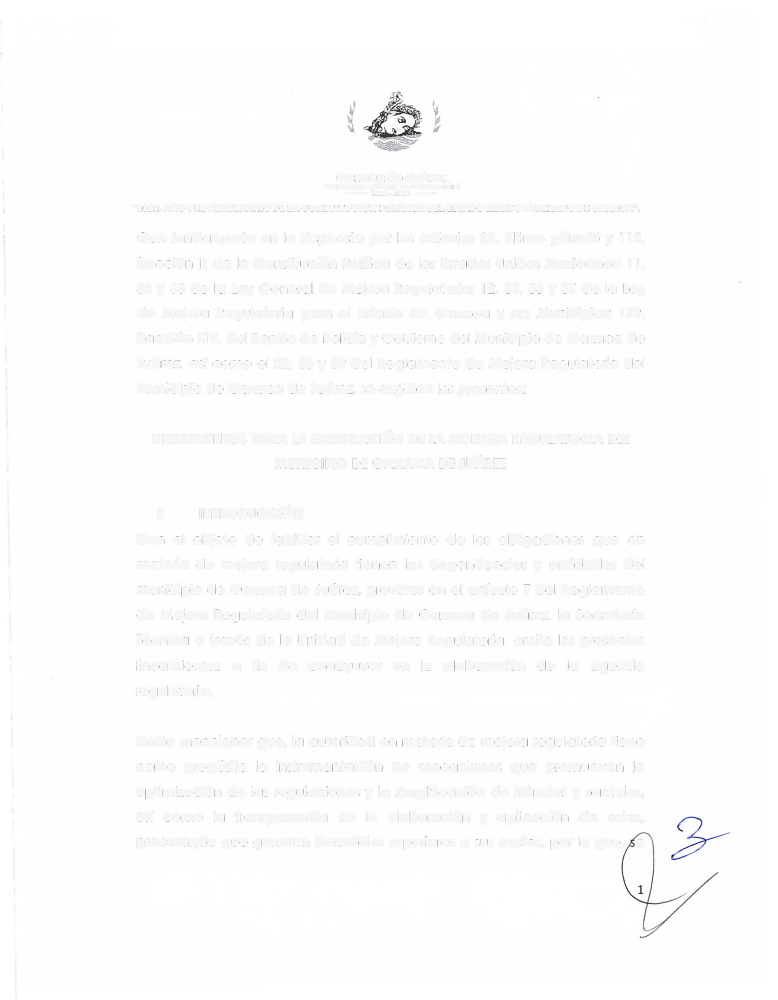 Oaxaca de Juárez
Patrimonio cultural de la humanidad
2022 - 2024
"2022, AÑO DEL CENTENARIO DE LA CONSTITUCIÓN POLÍTICA DEL ESTADO LIBRE Y SOBERANO DE OAXACA".
Con fundamento en lo dispuesto por los artículos 25, último párrafo y 115,
fracción II, de la Constitución Política de los Estados Unidos Mexicanos; 11,
y 65 de la Ley General de Mejora Regulatoria; 12, y de la Ley
de Mejora Regulatoria para el Estado de Oaxaca y sus Municipios;
fracción XIV, del Bando de Policía y Gobierno del Municipio de Oaxaca de
Juárez, así como el 22, y del Reglamento de Mejora Regulatoria del
Municipio de Oaxaca de Juárez, se expiden los presentes:
LINEAMIENTOS PARA LA INTEGRACIÓN DE LA AGENDA REGULATORIA DEL
MUNICIPIO DE OAXACA DE JUÁREZ
I. INTRODUCCIÓN
Con el objeto de facilitar el cumplimiento de las obligaciones que en
materia de mejora regulatoria tienen las dependencias y entidades del
municipio de Oaxaca de Juárez, previstas en el artículo 7 del Reglamento
de Mejora Regulatoria del Municipio de Oaxaca de Juárez, la Secretaría
Técnica a través de la Unidad de Mejora Regulatoria, emite los presentes
lineamientos a fin de coadyuvar en la elaboración de la agenda
regulatoria.
Cabe mencionar que, la autoridad en materia de mejora regulatoria tiene
como propósito la instrumentación de mecanismos que promuevan la
optimización de las regulaciones y la simplificación de trámites y servicios,
así como la transparencia en la elaboración y aplicación de estos,
procurando que generen beneficios superiores a sus costos, por lo que, se
1